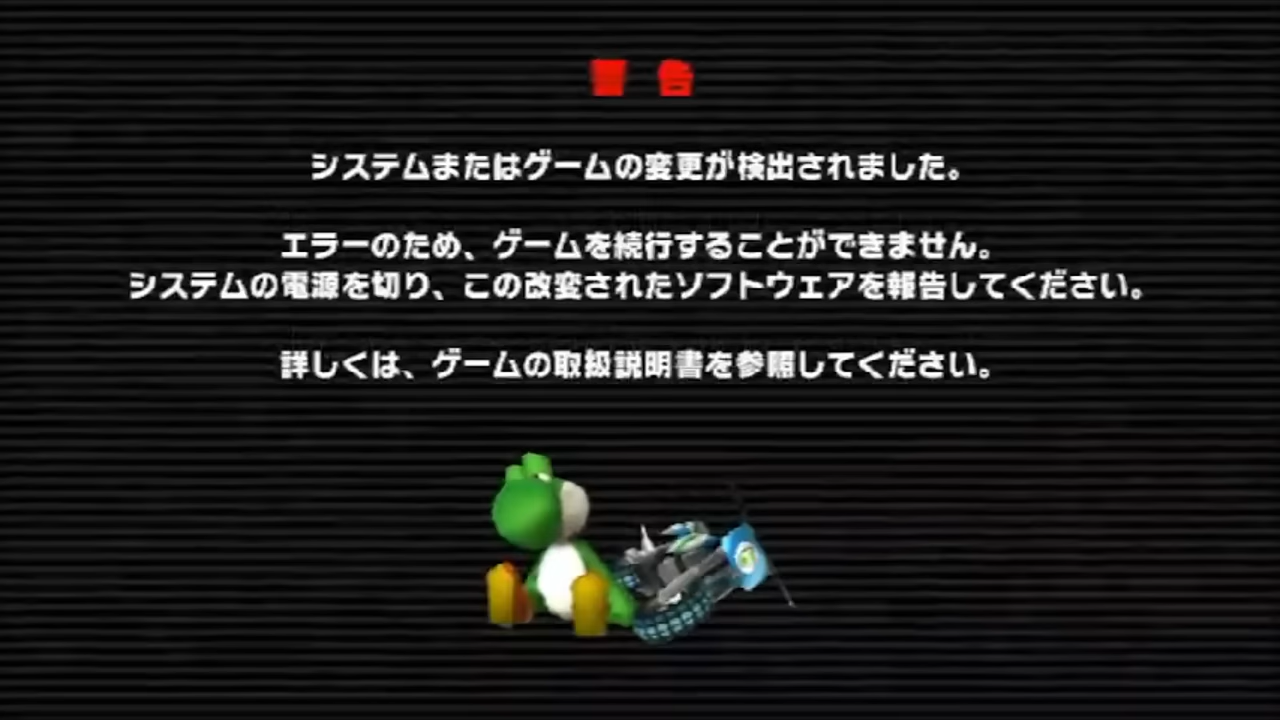 警告
システムまたはゲームの変更が検出されました。
エラーのため、ゲームを続行することができません。
システムの電源を切り、この改変されたソフトウェアを報告してください。
詳しくは、ゲームの取扱説明書を参照してください。